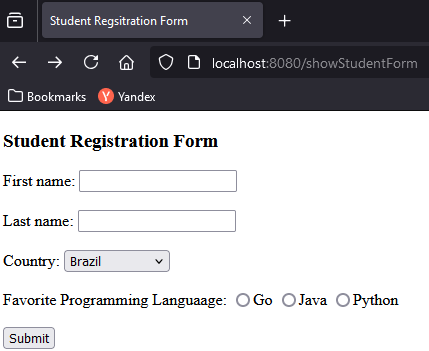 Student Regsitration Form
localhost:8080/showStudentForm
Bookmarks Yandex
Student Registration Form
First name:
Last name:
Country: Brazil
Favorite Programming Languaage: Go Java Python
Submit